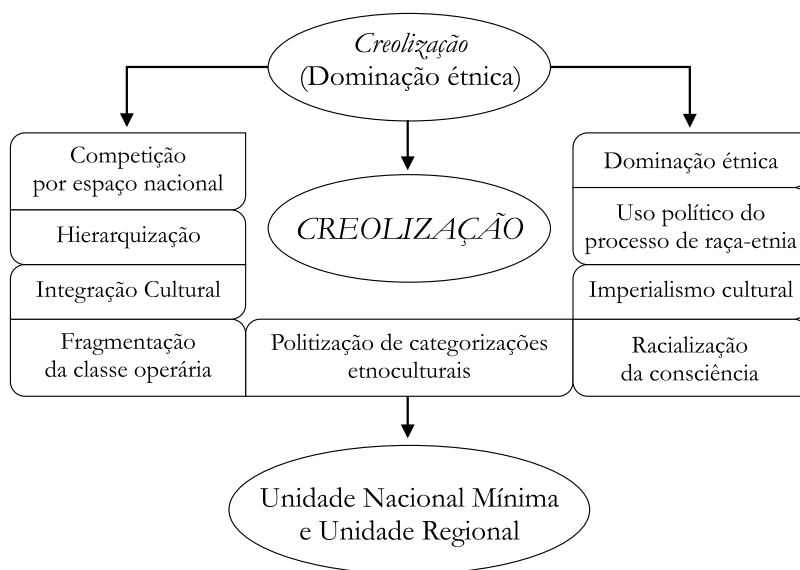 Creolização
(Dominação étnica)
Competição
por espaço nacional
Hierarquização
Integração Cultural
Fragmentação
da classe operária
CREOLIZAÇÃO
Politização de categorizações
etnoculturais
Dominação étnica
Uso político do
processo de raça-etnia
Imperialismo cultural
Racialização
da consciência
Unidade Nacional Mínima
e Unidade Regional